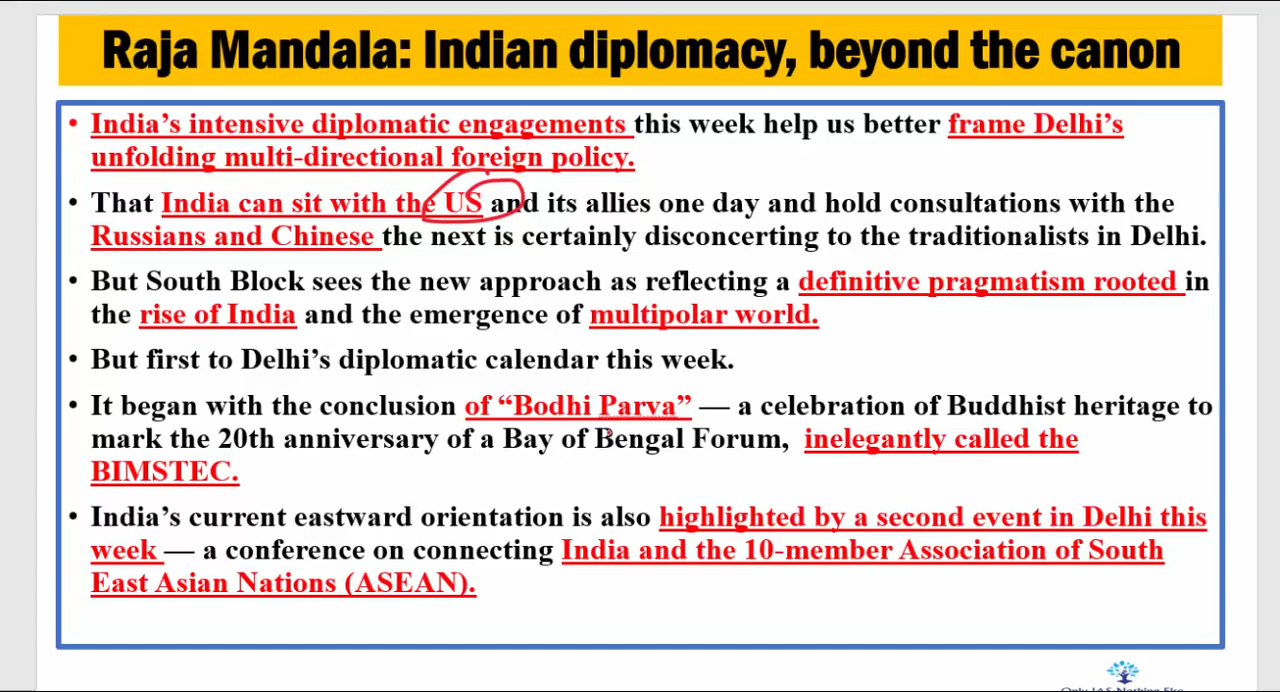 Raja Mandala: Indian diplomacy, beyond the canon
• India’s intensive diplomatic engagements this week help us better frame Delhi’s
unfolding multi-directional foreign policy.
• That India can sit with the US and its allies one day and hold consultations with the
Russians and Chinese the next is certainly disconcerting to the traditionalists in Delhi.
• But South Block sees the new approach as reflecting a definitive pragmatism rooted in
the rise of India and the emergence of multipolar world.
• But first to Delhi’s diplomatic calendar this week.
• It began with the conclusion of “Bodhi Parva” — a celebration of Buddhist heritage to
mark the 20th anniversary of a Bay of Bengal Forum, inelegantly called the
BIMSTEC.
• India’s current eastward orientation is also highlighted by a second event in Delhi this
week — a conference on connecting India and the 10-member Association of South
East Asian Nations (ASEAN).
Only IAS Nothing Else